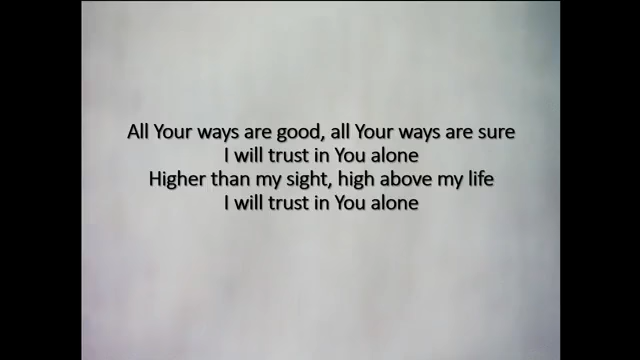 All Your ways are good, all Your ways are sure
I will trust in You alone
Higher than my sight, high above my life
I will trust in You alone